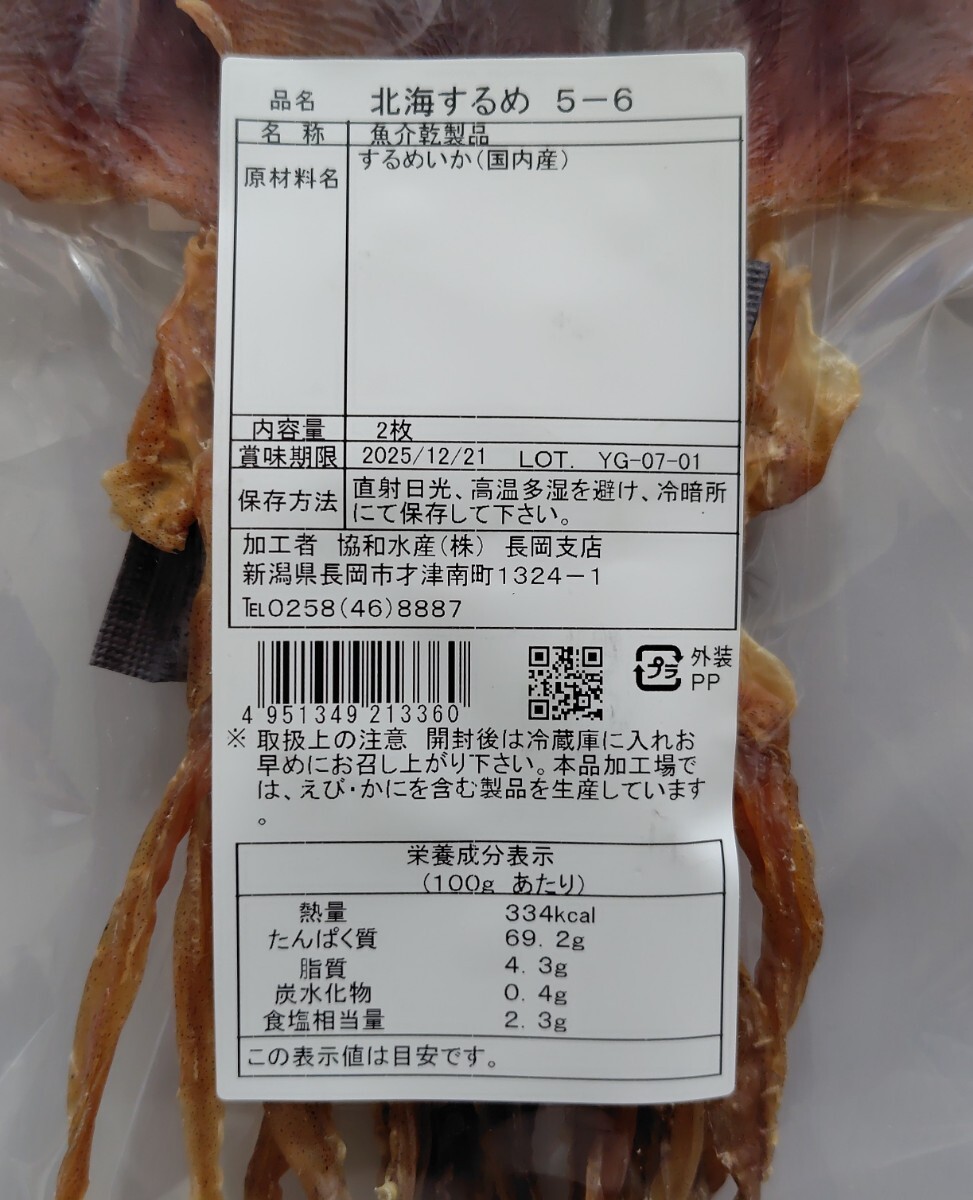 品名 北海するめ 5－6
名 称 魚介乾製品
原材料名 するめいか(国内産)
内容量 2枚
賞味期限 2025/12/21 LOT. YG-07-01
保存方法 直射日光、高温多湿を避け、冷暗所
にて保存して下さい。
加工者 協和水産(株) 長岡支店
新潟県長岡市才津南町1324－1
℡0258(46)8887
4 951349 213360
プラ 外装
PP
※ 取扱上の注意 開封後は冷蔵庫に入れお
早めにお召し上がり下さい。本品加工場で
は、えび・かにを含む製品を生産しています
。
栄養成分表示
(100g あたり)
熱量 334kcal
たんぱく質 69. 2g
脂質 4. 3g
炭水化物 0. 4g
食塩相当量 2. 3g
この表示値は目安です。